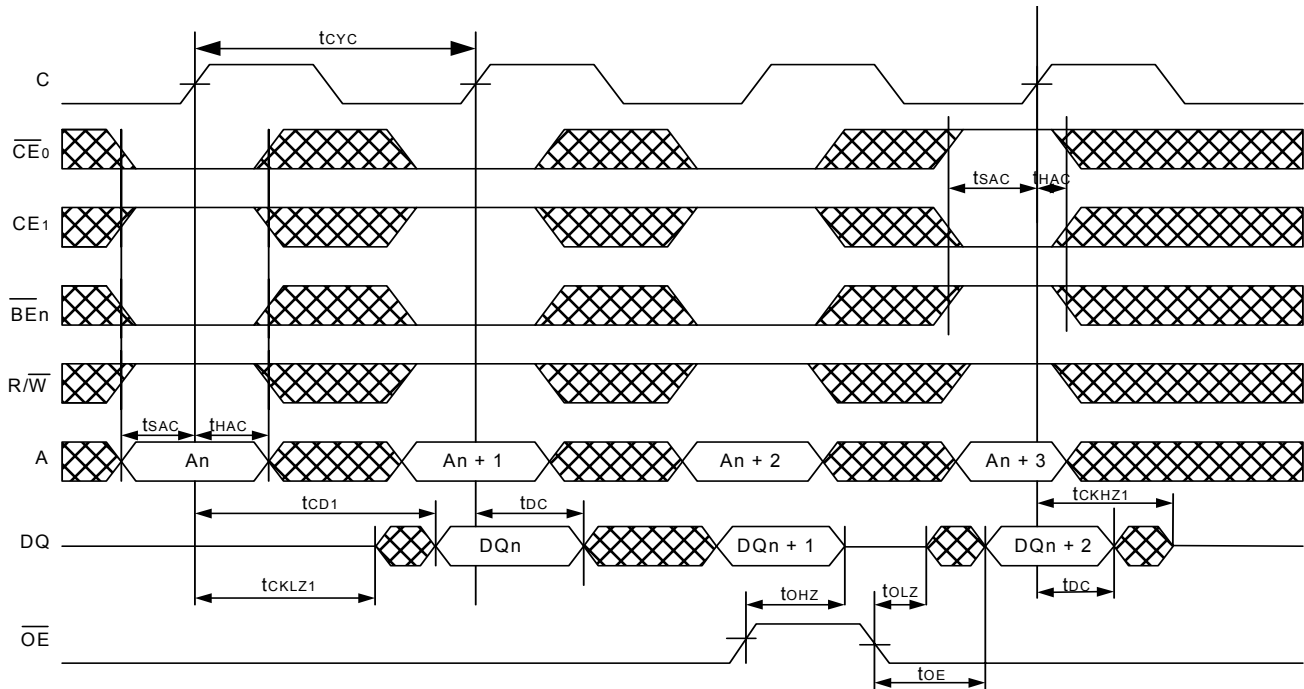 tCYC
C
CE0
tSAC tHAC
CE1
BEn
R/W
tSAC tHAC
A An An + 1 An + 2 An + 3
tCD1 tDC tCKHZ1
DQ DQn DQn + 1 DQn + 2
tCKLZ1 tOHZ tOLZ tDC
OE
tOE